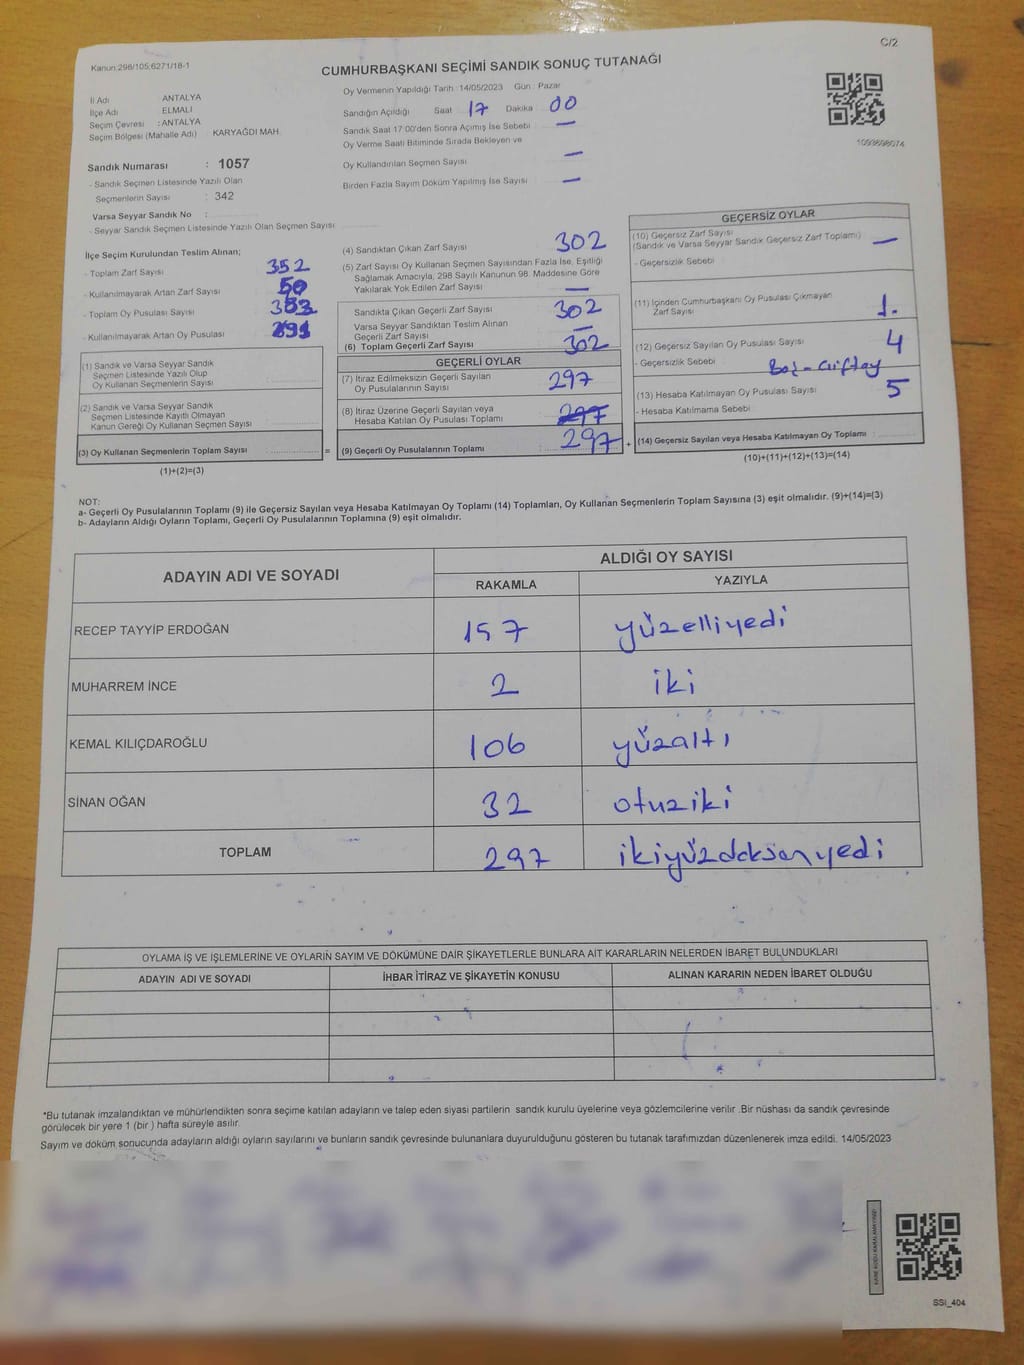 C/2
Kanun:298/105;6271/18-1
CUMHURBAŞKANI SEÇİMİ SANDIK SONUÇ TUTANAĞI
İl Adı ANTALYA
İlçe Adı ELMALI
Seçim Çevresi : ANTALYA
Seçim Bölgesi (Mahalle Adı) KARYAĞDI MAH.
Sandık Numarası : 1057
- Sandık Seçmen Listesinde Yazılı Olan
Seçmenlerin Sayısı : 342
Varsa Seyyar Sandık No :
- Seyyar Sandık Seçmen Listesinde Yazılı Olan Seçmen Sayısı :
Oy Vermenin Yapıldığı Tarih :14/05/2023 Gün : Pazar
Sandığın Açıldığı Saat 17 Dakika 00
Sandık Saat 17:00'den Sonra Açımış İse Sebebi —
Oy Verme Saati Bitiminde Sırada Bekleyen ve
Oy Kullandırılan Seçmen Sayısı —
Birden Fazla Sayım Döküm Yapılmış İse Sayısı —
1093698074
İlçe Seçim Kurulundan Teslim Alınan;
- Toplam Zarf Sayısı 352
- Kullanılmayarak Artan Zarf Sayısı 50
- Toplam Oy Pusulası Sayısı
- Kullanılmayarak Artan Oy Pusulası
(1) Sandık ve Varsa Seyyar Sandık
Seçmen Listesinde Yazılı Olup
Oy Kullanan Seçmenlerin Sayısı :
(2) Sandık ve Varsa Seyyar Sandık
Seçmen Listesinde Kayıtlı Olmayan
Kanun Gereği Oy Kullanan Seçmen Sayısı :
(3) Oy Kullanan Seçmenlerin Toplam Sayısı : =
(1)+(2)=(3)
(4) Sandıktan Çıkan Zarf Sayısı 302
(5) Zarf Sayısı Oy Kullanan Seçmen Sayısından Fazla İse, Eşitliği
Sağlamak Amacıyla, 298 Sayılı Kanunun 98. Maddesine Göre
Yakılarak Yok Edilen Zarf Sayısı —
Sandıkta Çıkan Geçerli Zarf Sayısı 302
Varsa Seyyar Sandıktan Teslim Alınan
Geçerli Zarf Sayısı —
(6) Toplam Geçerli Zarf Sayısı 302
GEÇERLİ OYLAR
(7) İtiraz Edilmeksizin Geçerli Sayılan
Oy Pusulalarının Sayısı 297
(8) İtiraz Üzerine Geçerli Sayılan veya
Hesaba Katılan Oy Pusulası Toplamı 297
(9) Geçerli Oy Pusulalarının Toplamı : 297 +
GEÇERSİZ OYLAR
(10) Geçersiz Zarf Sayısı
(Sandık ve Varsa Seyyar Sandık Geçersiz Zarf Toplamı) —
- Geçersizlik Sebebi
(11) İçinden Cumhurbaşkanı Oy Pusulası Çıkmayan
Zarf Sayısı 1.
(12) Geçersiz Sayılan Oy Pusulası Sayısı 4
- Geçersizlik Sebebi
(13) Hesaba Katılmayan Oy Pusulası Sayısı 5
- Hesaba Katılmama Sebebi
(14) Geçersiz Sayılan veya Hesaba Katılmayan Oy Toplamı :
(10)+(11)+(12)+(13)=(14)
NOT:
a- Geçerli Oy Pusulalarının Toplamı (9) ile Geçersiz Sayılan veya Hesaba Katılmayan Oy Toplamı (14) Toplamları, Oy Kullanan Seçmenlerin Toplam Sayısına (3) eşit olmalıdır. (9)+(14)=(3)
b- Adayların Aldığı Oyların Toplamı, Geçerli Oy Pusulalarının Toplamına (9) eşit olmalıdır.
ADAYIN ADI VE SOYADI ALDIĞI OY SAYISI
RAKAMLA YAZIYLA
RECEP TAYYİP ERDOĞAN 157 yüzelliyedi
MUHARREM İNCE 2 iki
KEMAL KILIÇDAROĞLU 106 yüzaltı
SİNAN OĞAN 32 otuziki
TOPLAM 297 ikiyüzdoksanyedi
OYLAMA İŞ VE İŞLEMLERİNE VE OYLARIN SAYIM VE DÖKÜMÜNE DAİR ŞİKAYETLERLE BUNLARA AİT KARARLARIN NELERDEN İBARET BULUNDUKLARI
ADAYIN ADI VE SOYADI İHBAR İTİRAZ VE ŞİKAYETİN KONUSU ALINAN KARARIN NEDEN İBARET OLDUĞU
*Bu tutanak imzalandıktan ve mühürlendikten sonra seçime katılan adayların ve talep eden siyasi partilerin sandık kurulu üyelerine veya gözlemcilerine verilir .Bir nüshası da sandık çevresinde
görülecek bir yere 1 (bir ) hafta süreyle asılır.
Sayım ve döküm sonucunda adayların aldığı oyların sayılarını ve bunların sandık çevresinde bulunanlara duyurulduğunu gösteren bu tutanak tarafımızdan düzenlenerek imza edildi. 14/05/2023
KARE KODU KARALAMAYINIZ!
SSI_404